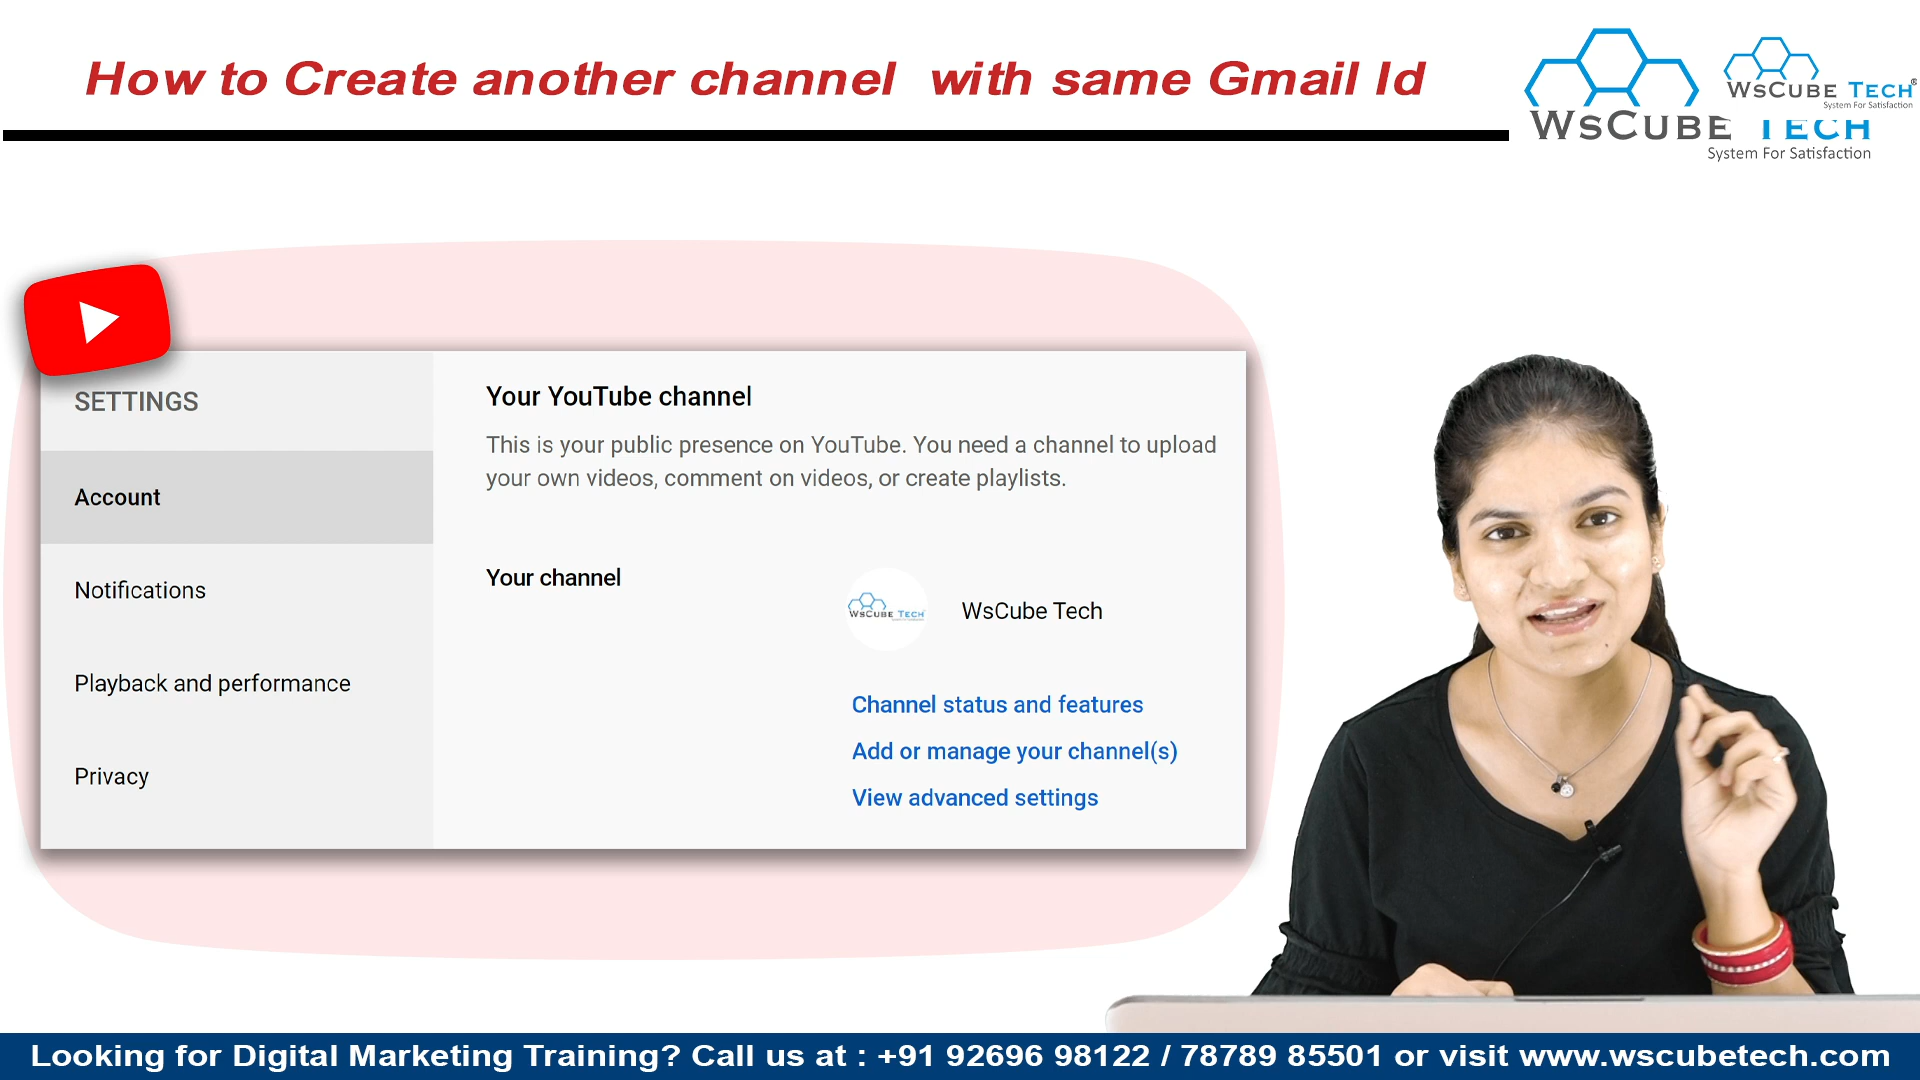 How to Create another channel with same Gmail Id
WsCube Tech®
System For Satisfaction
WsCube Tech
System For Satisfaction
SETTINGS
Account
Notifications
Playback and performance
Privacy
Your YouTube channel
This is your public presence on YouTube. You need a channel to upload
your own videos, comment on videos, or create playlists.
Your channel
WsCube Tech
WsCube Tech
Channel status and features
Add or manage your channel(s)
View advanced settings
Looking for Digital Marketing Training? Call us at : +91 92696 98122 / 78789 85501 or visit www.wscubetech.com